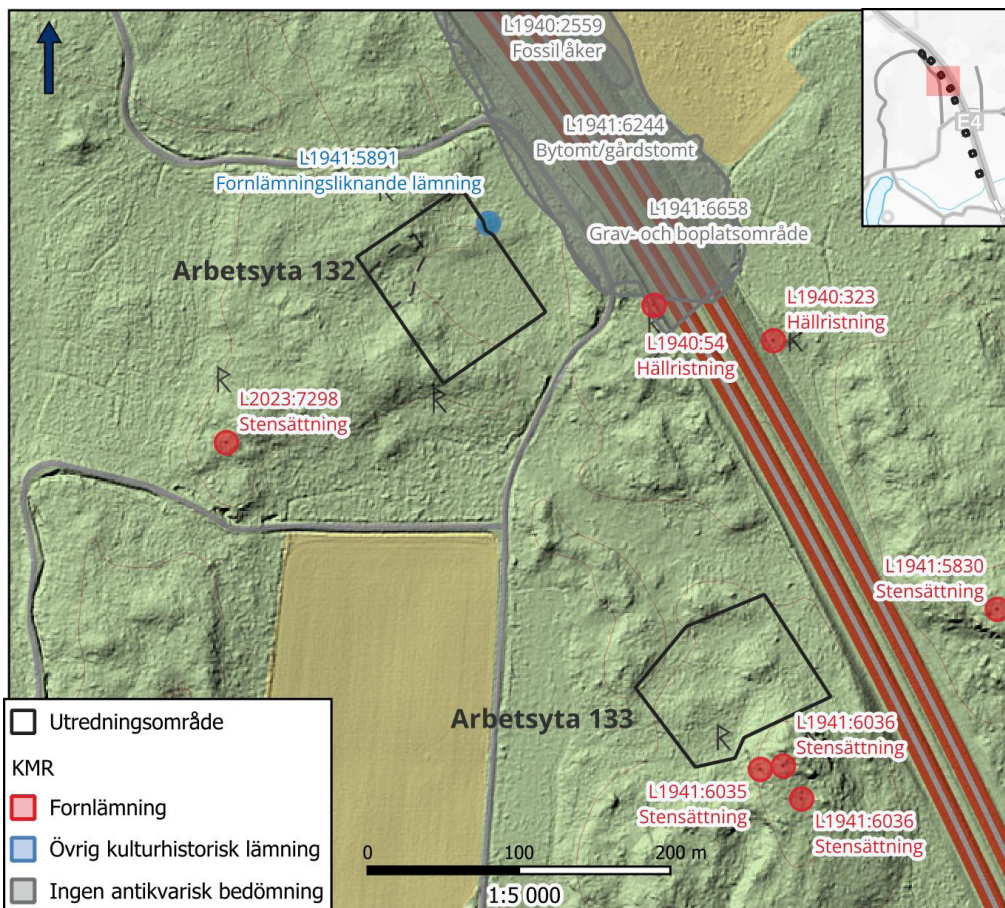 L1940:2559
Fossil åker
E4
L1941:6244
Bytomt/gårdstomt
L1941:5891
Fornlämningsliknande lämning
L1941:6658
Grav- och boplatsområde
Arbetsyta 132
R
L1940:323
Hällristning
R
R
L1940:54
Hällristning
R
L2023:7298
Stensättning
R
L1941:5830
Stensättning
Arbetsyta 133
R
L1941:6036
Stensättning
L1941:6035
Stensättning
L1941:6036
Stensättning
Utredningsområde
KMR
Fornlämning
Övrig kulturhistorisk lämning
Ingen antikvarisk bedömning
0 100 200 m
1:5 000